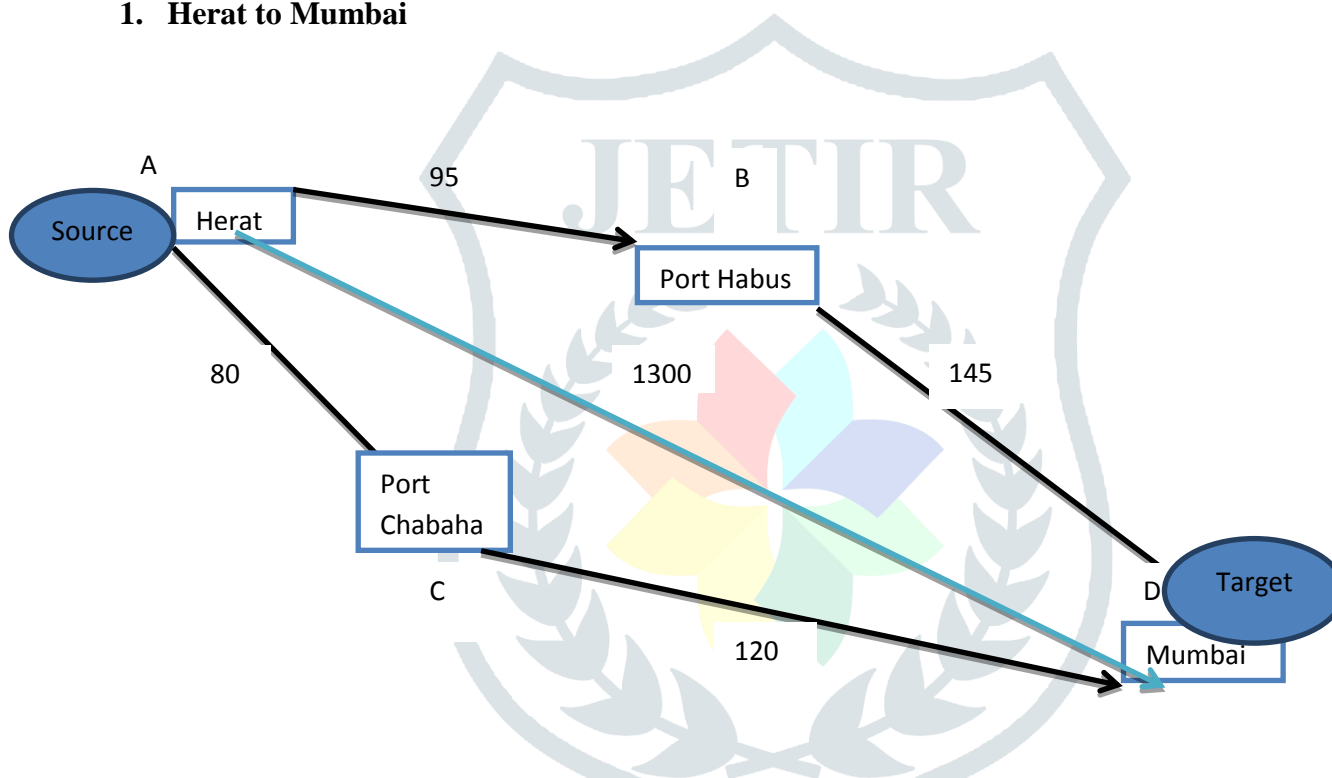 1. Herat to Mumbai
JETIR
A
95
B
Source
Herat
Port Habus
80
1300
145
Port
Chabaha
C
D
Target
120
Mumbai